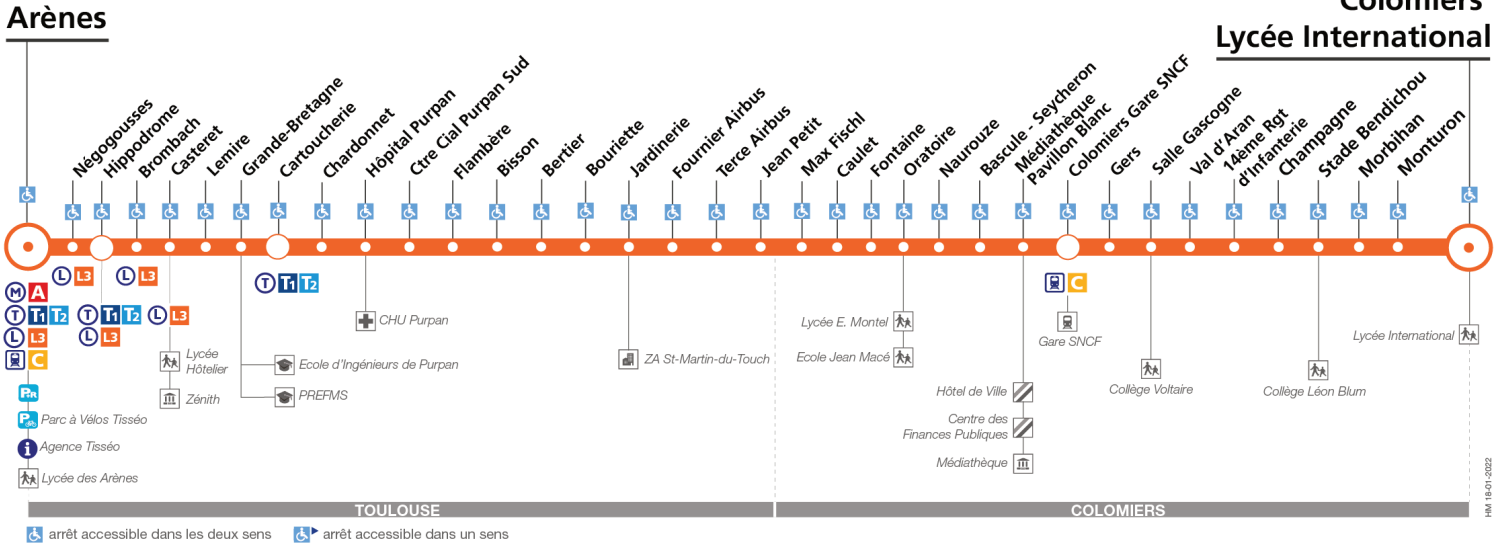 Arènes
Colomiers
Lycée International
Négogousses
Hippodrome
Brombach
Casteret
Lemire
Grande-Bretagne
Cartoucherie
Chardonnet
Hôpital Purpan
Ctre Cial Purpan Sud
Flambère
Bisson
Bertier
Bouriette
Jardinerie
Fournier Airbus
Terce Airbus
Jean Petit
Max Fischl
Caulet
Fontaine
Oratoire
Naurouze
Bascule - Seycheron
Médiathèque
Pavillon Blanc
Colomiers Gare SNCF
Gers
Salle Gascogne
Val d'Aran
14ème Rgt
d'Infanterie
Champagne
Stade Bendichou
Morbihan
Monturon
L L3
L L3
T T1 T2
C
M A
T T1 T2
T T1 T2
L L3
L L3
L L3
C
P+R
P
Parc à Vélos Tisséo
i Agence Tisséo
Lycée des Arènes
Lycée
Hôtelier
Zénith
Ecole d'Ingénieurs de Purpan
PREFMS
CHU Purpan
ZA St-Martin-du-Touch
Lycée E. Montel
Ecole Jean Macé
Hôtel de Ville
Centre des
Finances Publiques
Médiathèque
Gare SNCF
Collège Voltaire
Collège Léon Blum
Lycée International
TOULOUSE
COLOMIERS
arrêt accessible dans les deux sens
arrêt accessible dans un sens
HM 18-01-2022